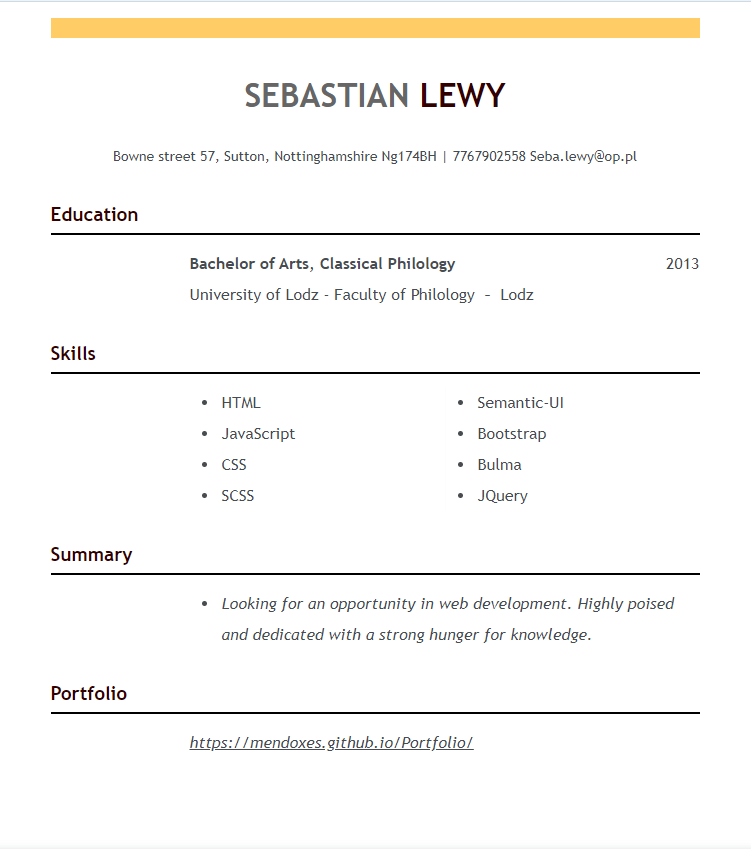 SEBASTIAN LEWY
Bowne street 57, Sutton, Nottinghamshire Ng174BH | 7767902558 Seba.lewy@op.pl
Education
Bachelor of Arts, Classical Philology 2013
University of Lodz - Faculty of Philology – Lodz
Skills
• HTML
• JavaScript
• CSS
• SCSS
• Semantic-UI
• Bootstrap
• Bulma
• JQuery
Summary
• Looking for an opportunity in web development. Highly poised
and dedicated with a strong hunger for knowledge.
Portfolio
https://mendoxes.github.io/Portfolio/